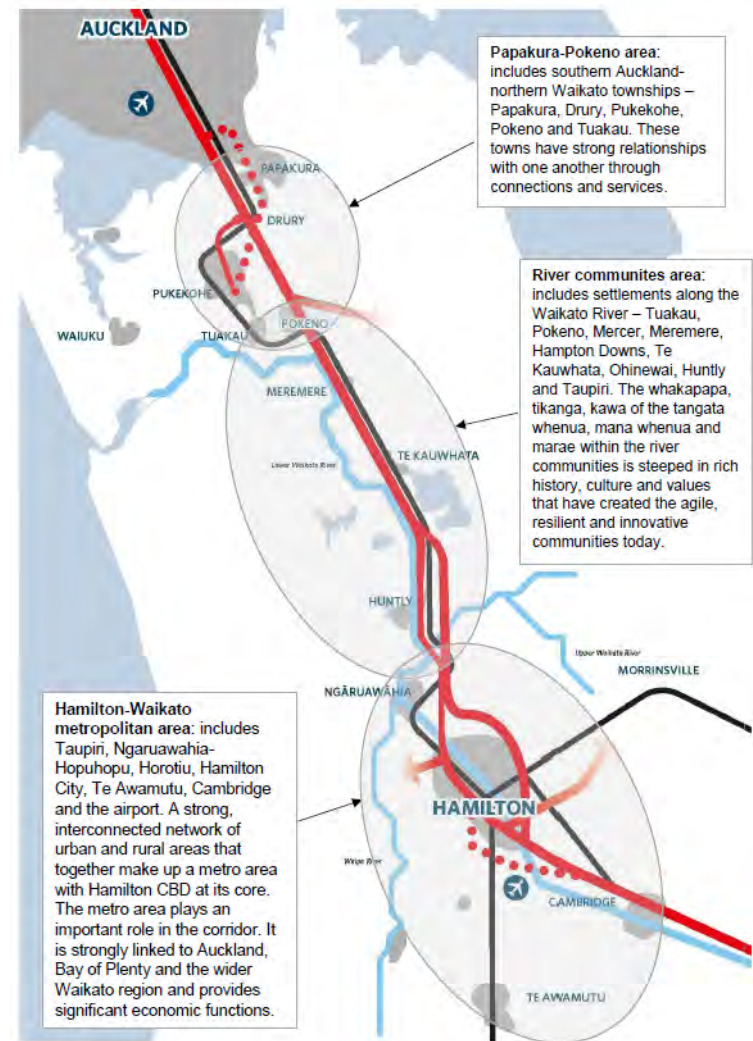 AUCKLAND
Papakura-Pokeno area:
includes southern Auckland-
northern Waikato townships –
Papakura, Drury, Pukekohe,
Pokeno and Tuakau. These
towns have strong relationships
with one another through
connections and services.
PAPAKURA
DRURY
PUKEKOHE
WAIUKU
TUAKAU
POKENO
River communites area:
includes settlements along the
Waikato River – Tuakau,
Pokeno, Mercer, Meremere,
Hampton Downs, Te
Kauwhata, Ohinewai, Huntly
and Taupiri. The whakapapa,
tikanga, kawa of the tangata
whenua, mana whenua and
marae within the river
communities is steeped in rich
history, culture and values
that have created the agile,
resilient and innovative
communities today.
MEREMERE
Lower Waikato River
TE KAUWHATA
HUNTLY
Upper Waikato River
MORRINSVILLE
NGĀRUAWĀHIA
Hamilton-Waikato
metropolitan area: includes
Taupiri, Ngaruawahia-
Hopuhopu, Horotiu, Hamilton
City, Te Awamutu, Cambridge
and the airport. A strong,
interconnected network of
urban and rural areas that
together make up a metro area
with Hamilton CBD at its core.
The metro area plays an
important role in the corridor. It
is strongly linked to Auckland,
Bay of Plenty and the wider
Waikato region and provides
significant economic functions.
HAMILTON
Waipa River
CAMBRIDGE
TE AWAMUTU